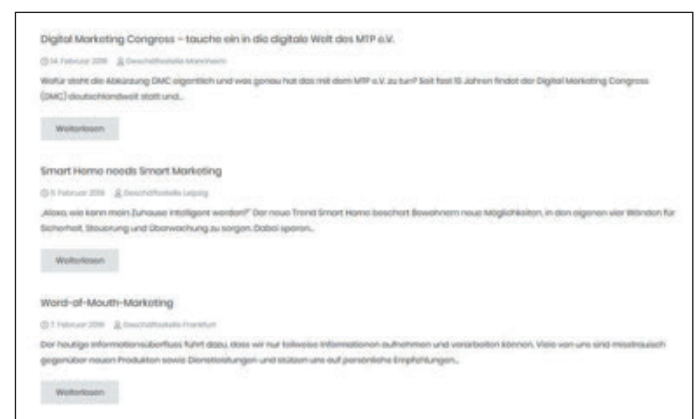 Digital Marketing Congress – tauche ein in die digitale Welt des MTP e.V.
14. Februar 2018 Geschäftsstelle Mannheim
Wofür steht die Abkürzung DMC eigentlich und was genau hat das mit dem MTP e.V. zu tun? Seit fast 10 Jahren findet der Digital Marketing Congress
(DMC) deutschlandweit statt und...
Weiterlesen
Smart Home needs Smart Marketing
Februar 2018 Geschäftsstelle Leipzig
„Alexa, wie kann mein Zuhause intelligent werden?" Der neue Trend Smart Home beschert Bewohnern neue Möglichkeiten, in den eigenen vier Wänden für
Sicherheit, Steuerung und Überwachung zu sorgen. Dabei sparen...
Weiterlesen
Word-of-Mouth-Marketing
Februar 2018 Geschäftsstelle Frankfurt
Der heutige Informationsüberfluss führt dazu, dass wir nur teilweise Informationen aufnehmen und verarbeiten können. Viele von uns sind misstrauisch
gegenüber neuen Produkten sowie Dienstleistungen und stützen uns auf persönliche Empfehlungen...
Weiterlesen